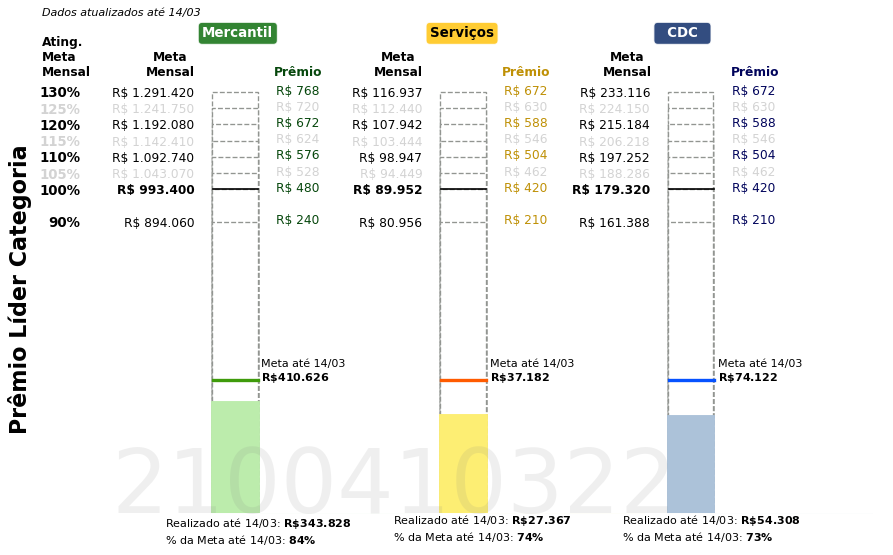 Dados atualizados até 14/03
Mercantil Serviços CDC
Ating.
Meta Meta Meta Meta
Mensal Mensal Prêmio Mensal Prêmio Mensal Prêmio
130% R$ 1.291.420 R$ 768 R$ 116.937 R$ 672 R$ 233.116 R$ 672
125% R$ 1.241.750 R$ 720 R$ 112.440 R$ 630 R$ 224.150 R$ 630
120% R$ 1.192.080 R$ 672 R$ 107.942 R$ 588 R$ 215.184 R$ 588
115% R$ 1.142.410 R$ 624 R$ 103.444 R$ 546 R$ 206.218 R$ 546
110% R$ 1.092.740 R$ 576 R$ 98.947 R$ 504 R$ 197.252 R$ 504
105% R$ 1.043.070 R$ 528 R$ 94.449 R$ 462 R$ 188.286 R$ 462
100% R$ 993.400 R$ 480 R$ 89.952 R$ 420 R$ 179.320 R$ 420
90% R$ 894.060 R$ 240 R$ 80.956 R$ 210 R$ 161.388 R$ 210
Prêmio Líder Categoria
Meta até 14/03 Meta até 14/03 Meta até 14/03
R$410.626 R$37.182 R$74.122
2100410322
Realizado até 14/03: R$343.828 Realizado até 14/03: R$27.367 Realizado até 14/03: R$54.308
% da Meta até 14/03: 84% % da Meta até 14/03: 74% % da Meta até 14/03: 73%